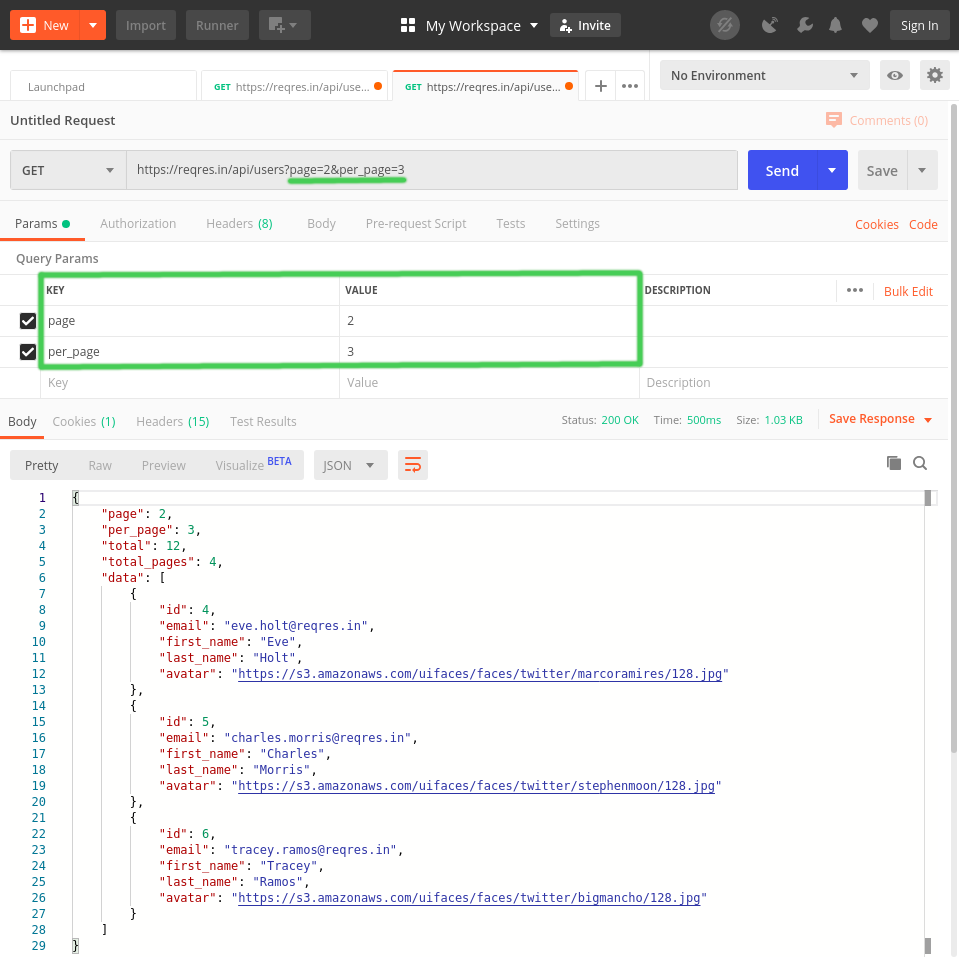 New Import Runner My Workspace Invite Sign In
Launchpad GET https://reqres.in/api/use... GET https://reqres.in/api/use... + ••• No Environment
Untitled Request Comments (0)
GET https://reqres.in/api/users?page=2&per_page=3 Send Save
Params Authorization Headers (8) Body Pre-request Script Tests Settings Cookies Code
Query Params
KEY VALUE DESCRIPTION ••• Bulk Edit
page 2
per_page 3
Key Value Description
Body Cookies (1) Headers (15) Test Results Status: 200 OK Time: 500ms Size: 1.03 KB Save Response
Pretty Raw Preview Visualize BETA JSON
1 {
2 "page": 2,
3 "per_page": 3,
4 "total": 12,
5 "total_pages": 4,
6 "data": [
7 {
8 "id": 4,
9 "email": "eve.holt@reqres.in",
10 "first_name": "Eve",
11 "last_name": "Holt",
12 "avatar": "https://s3.amazonaws.com/uifaces/faces/twitter/marcoramires/128.jpg"
13 },
14 {
15 "id": 5,
16 "email": "charles.morris@reqres.in",
17 "first_name": "Charles",
18 "last_name": "Morris",
19 "avatar": "https://s3.amazonaws.com/uifaces/faces/twitter/stephenmoon/128.jpg"
20 },
21 {
22 "id": 6,
23 "email": "tracey.ramos@reqres.in",
24 "first_name": "Tracey",
25 "last_name": "Ramos",
26 "avatar": "https://s3.amazonaws.com/uifaces/faces/twitter/bigmancho/128.jpg"
27 }
28 ]
29 }